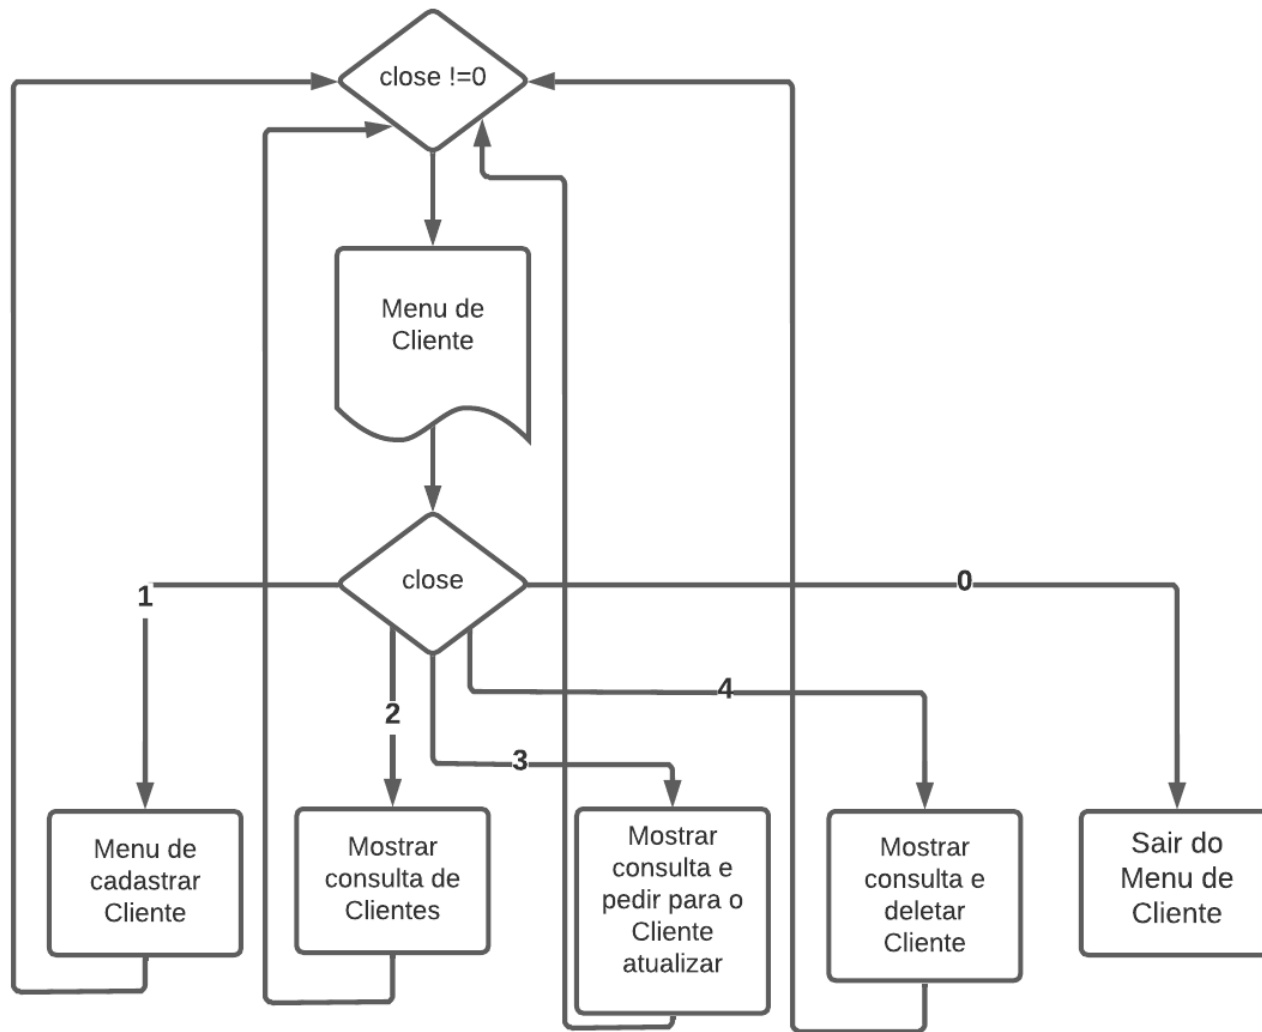 close !=0
Menu de
Cliente
close
1
0
4
2
3
Menu de
cadastrar
Cliente
Mostrar
consulta de
Clientes
Mostrar
consulta e
pedir para o
Cliente
atualizar
Mostrar
consulta e
deletar
Cliente
Sair do
Menu de
Cliente